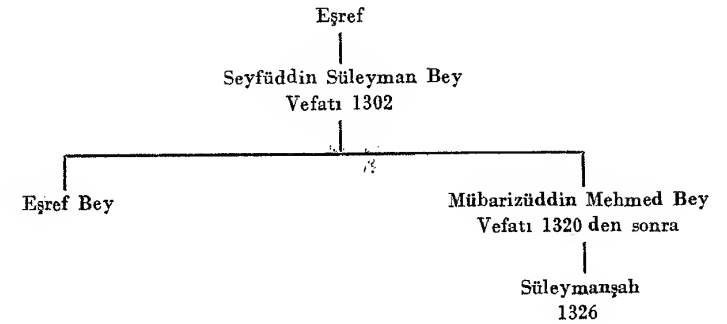 Eşref
Seyfüddin Süleyman Bey
Vefatı 1302
Eşref Bey
Mübarizüddin Mehmed Bey
Vefatı 1320 den sonra
Süleymanşah
1326